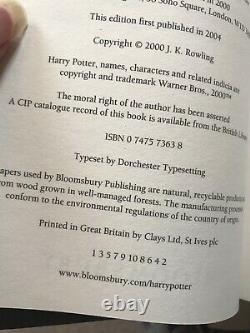 in 2000
Soho Square, London, W1D
This edition first published in 2004
Copyright © 2000 J. K. Rowling
Harry Potter, names, characters and related indicia are
copyright and trademark Warner Bros., 2000™
The moral right of the author has been asserted
A CIP catalogue record of this book is available from the British
ISBN 0 7475 7363 8
Typeset by Dorchester Typesetting
papers used by Bloomsbury Publishing are natural, recyclable
from wood grown in well-managed forests. The manufacturing
conform to the environmental regulations of the country of origin.
Printed in Great Britain by Clays Ltd, St Ives plc
1 3 5 7 9 10 8 6 4 2
www.bloomsbury.com/harrypotter